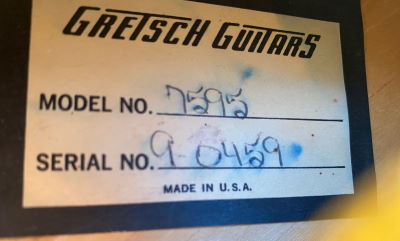 GRETSCH GUITARS
MODEL NO. 7595
SERIAL NO. 9-0459
MADE IN U.S.A.